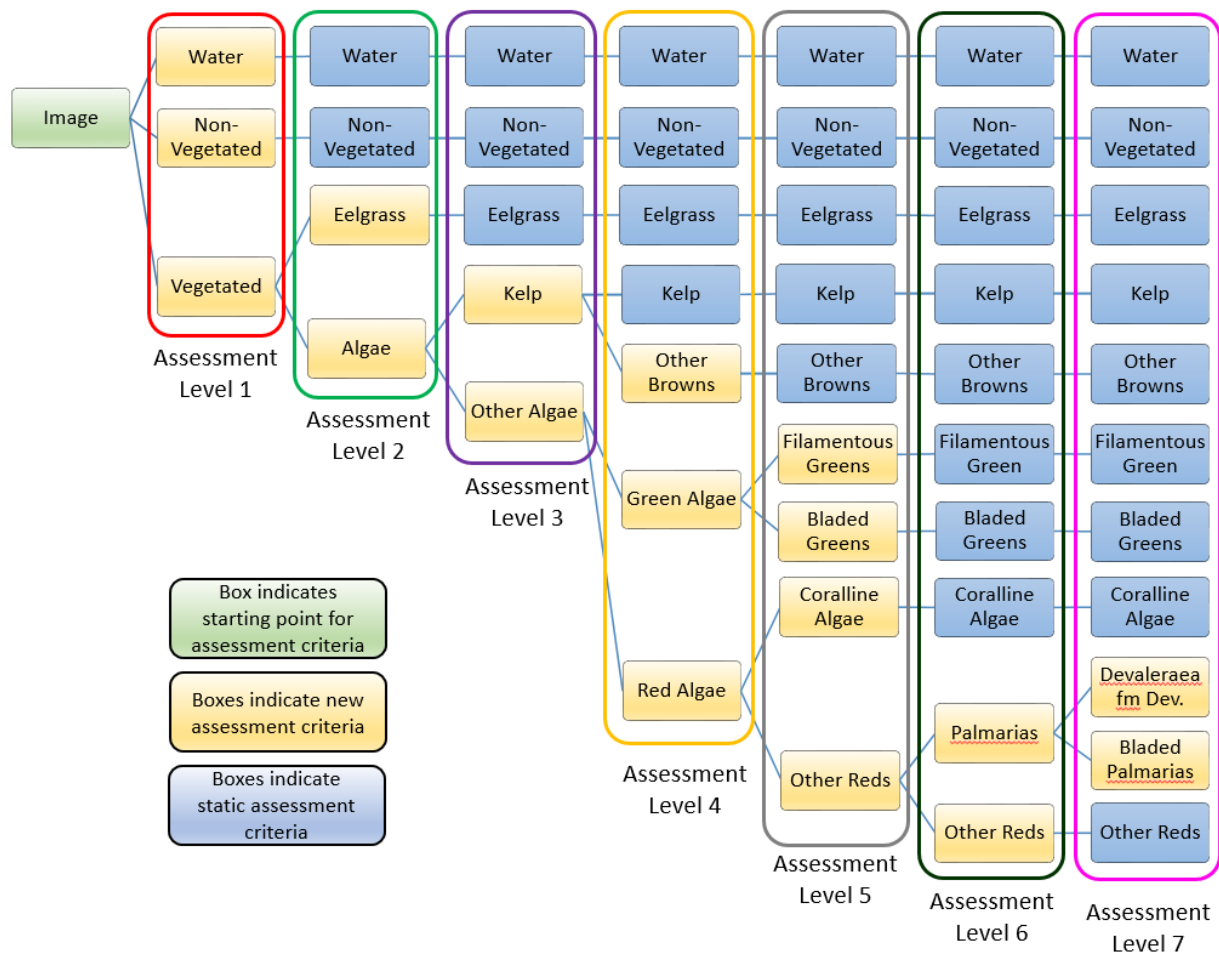 Image
Water
Non-
Vegetated
Vegetated
Assessment
Level 1
Water
Non-
Vegetated
Eelgrass
Algae
Assessment
Level 2
Water
Non-
Vegetated
Eelgrass
Kelp
Other Algae
Assessment
Level 3
Water
Non-
Vegetated
Eelgrass
Kelp
Other
Browns
Green Algae
Red Algae
Assessment
Level 4
Water
Non-
Vegetated
Eelgrass
Kelp
Other
Browns
Filamentous
Greens
Bladed
Greens
Coralline
Algae
Other Reds
Assessment
Level 5
Water
Non-
Vegetated
Eelgrass
Kelp
Other
Browns
Filamentous
Green
Bladed
Greens
Coralline
Algae
Palmarias
Other Reds
Assessment
Level 6
Water
Non-
Vegetated
Eelgrass
Kelp
Other
Browns
Filamentous
Green
Bladed
Greens
Coralline
Algae
Devaleraea
fm Dev.
Bladed
Palmarias
Other Reds
Assessment
Level 7
Box indicates
starting point for
assessment criteria
Boxes indicate new
assessment criteria
Boxes indicate
static assessment
criteria